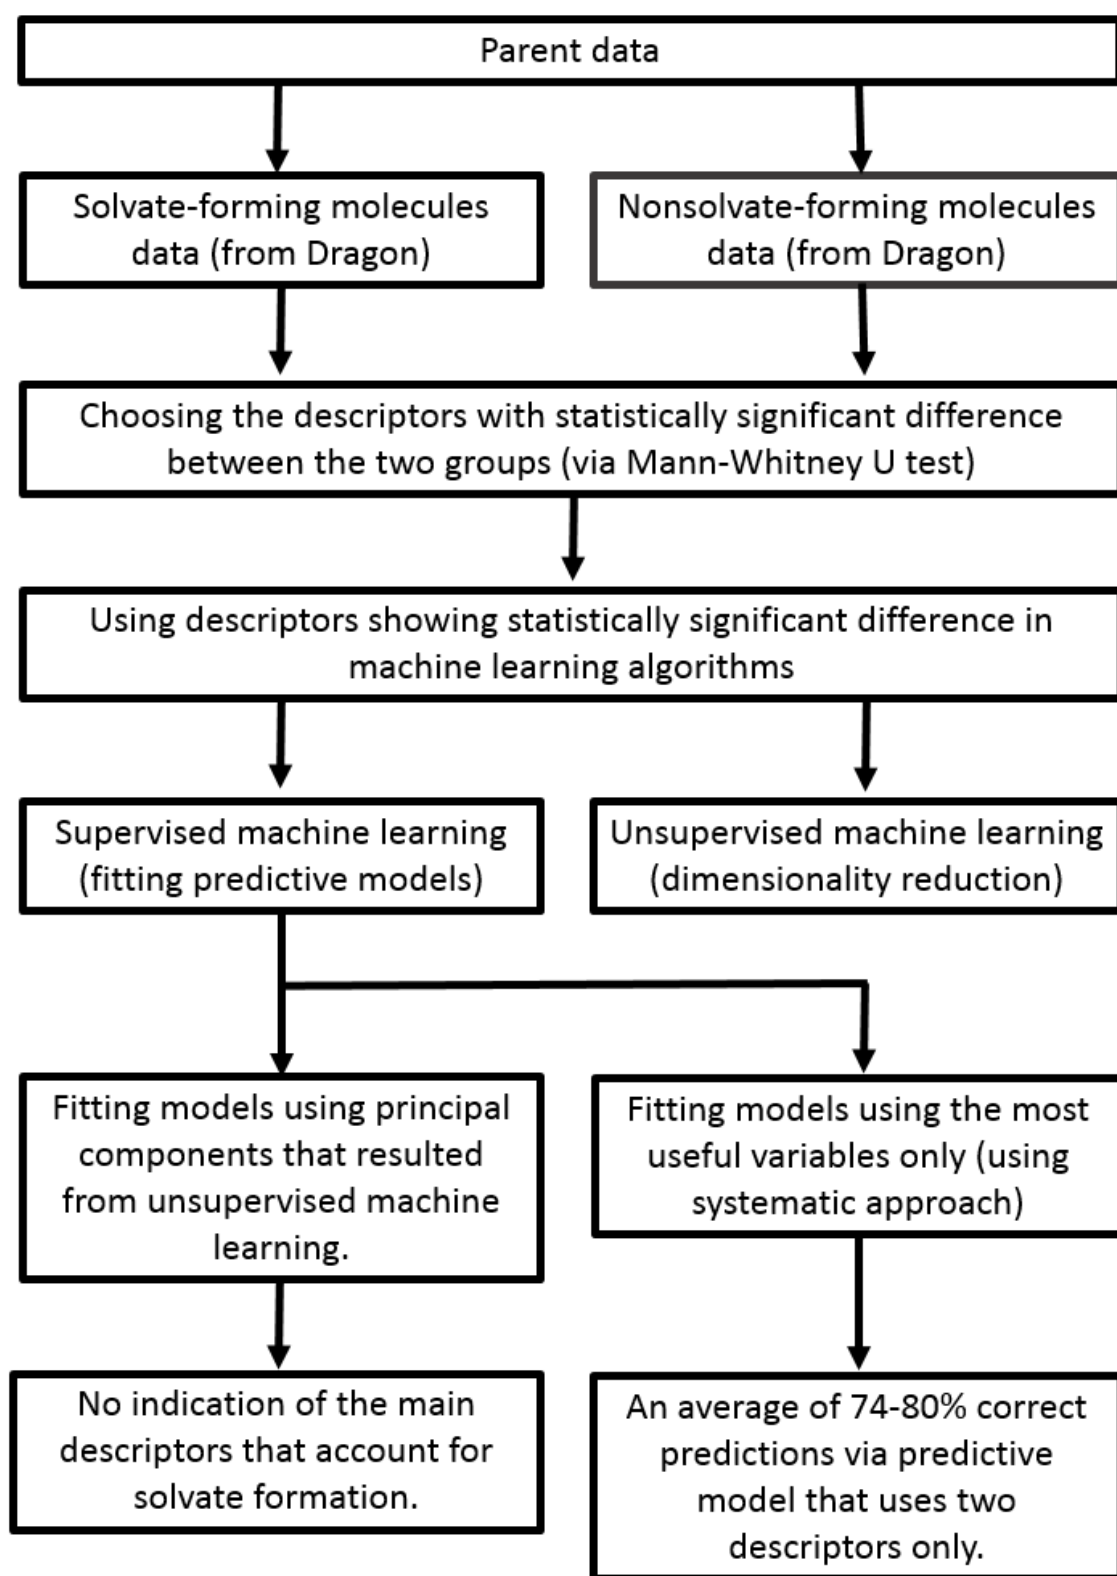 Parent data
Solvate-forming molecules
data (from Dragon)
Nonsolvate-forming molecules
data (from Dragon)
Choosing the descriptors with statistically significant difference
between the two groups (via Mann-Whitney U test)
Using descriptors showing statistically significant difference in
machine learning algorithms
Supervised machine learning
(fitting predictive models)
Unsupervised machine learning
(dimensionality reduction)
Fitting models using principal
components that resulted
from unsupervised machine
learning.
Fitting models using the most
useful variables only (using
systematic approach)
No indication of the main
descriptors that account for
solvate formation.
An average of 74-80% correct
predictions via predictive
model that uses two
descriptors only.